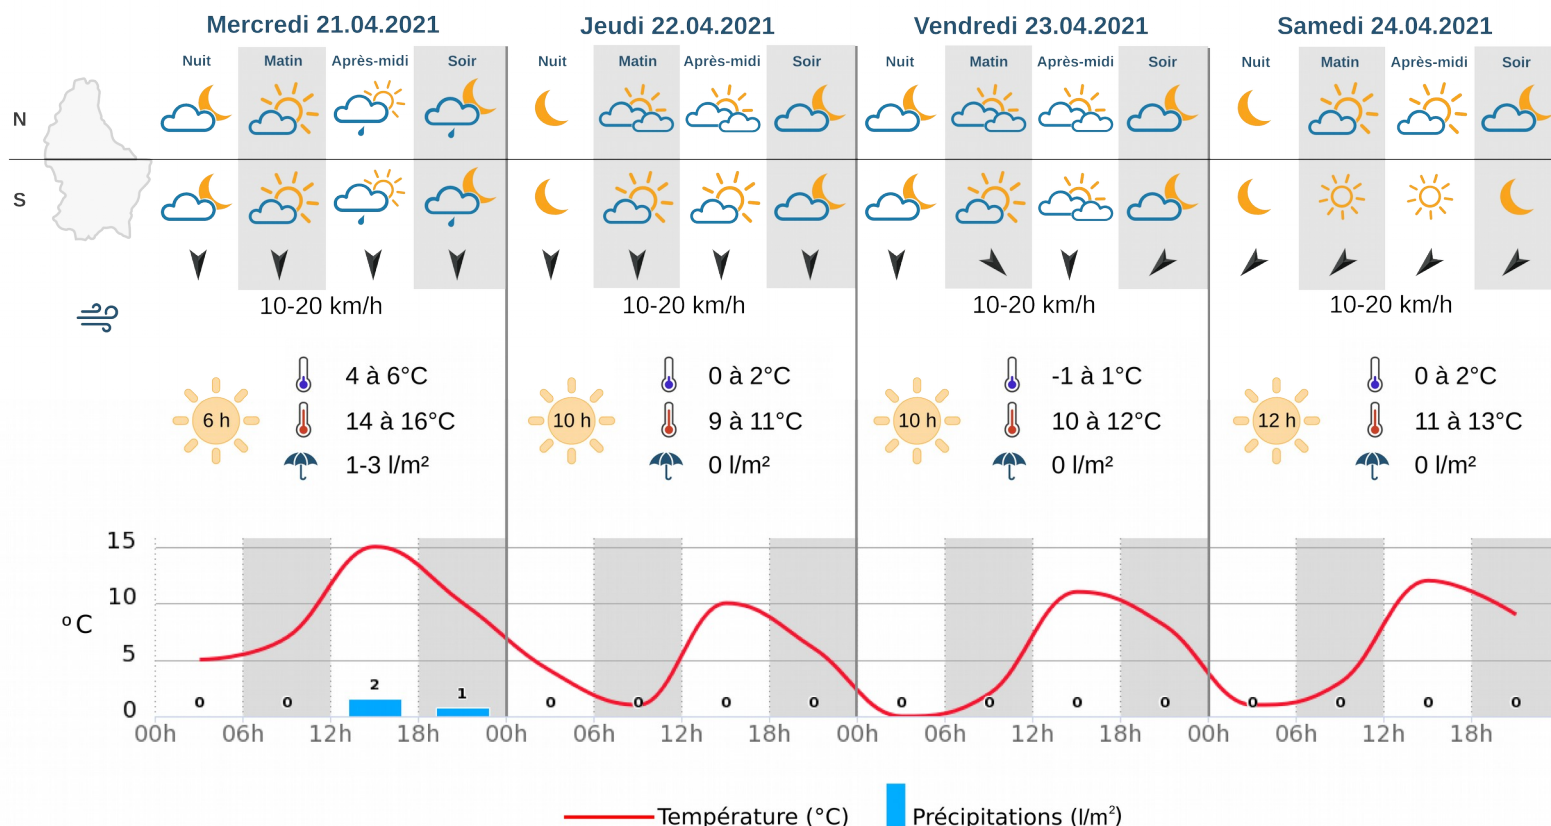 Mercredi 21.04.2021 Jeudi 22.04.2021 Vendredi 23.04.2021 Samedi 24.04.2021
Nuit Matin Après-midi Soir Nuit Matin Après-midi Soir Nuit Matin Après-midi Soir Nuit Matin Après-midi Soir
N
S
10-20 km/h 10-20 km/h 10-20 km/h 10-20 km/h
4 à 6°C 0 à 2°C -1 à 1°C 0 à 2°C
6 h 14 à 16°C 10 h 9 à 11°C 10 h 10 à 12°C 12 h 11 à 13°C
1-3 l/m² 0 l/m² 0 l/m² 0 l/m²
15
10
°C
5
0 0 2 1 0 0 0 0 0 0 0 0 0 0 0 0
0
00h 06h 12h 18h 00h 06h 12h 18h 00h 06h 12h 18h 00h 06h 12h 18h
Température (°C) Précipitations (l/m²)